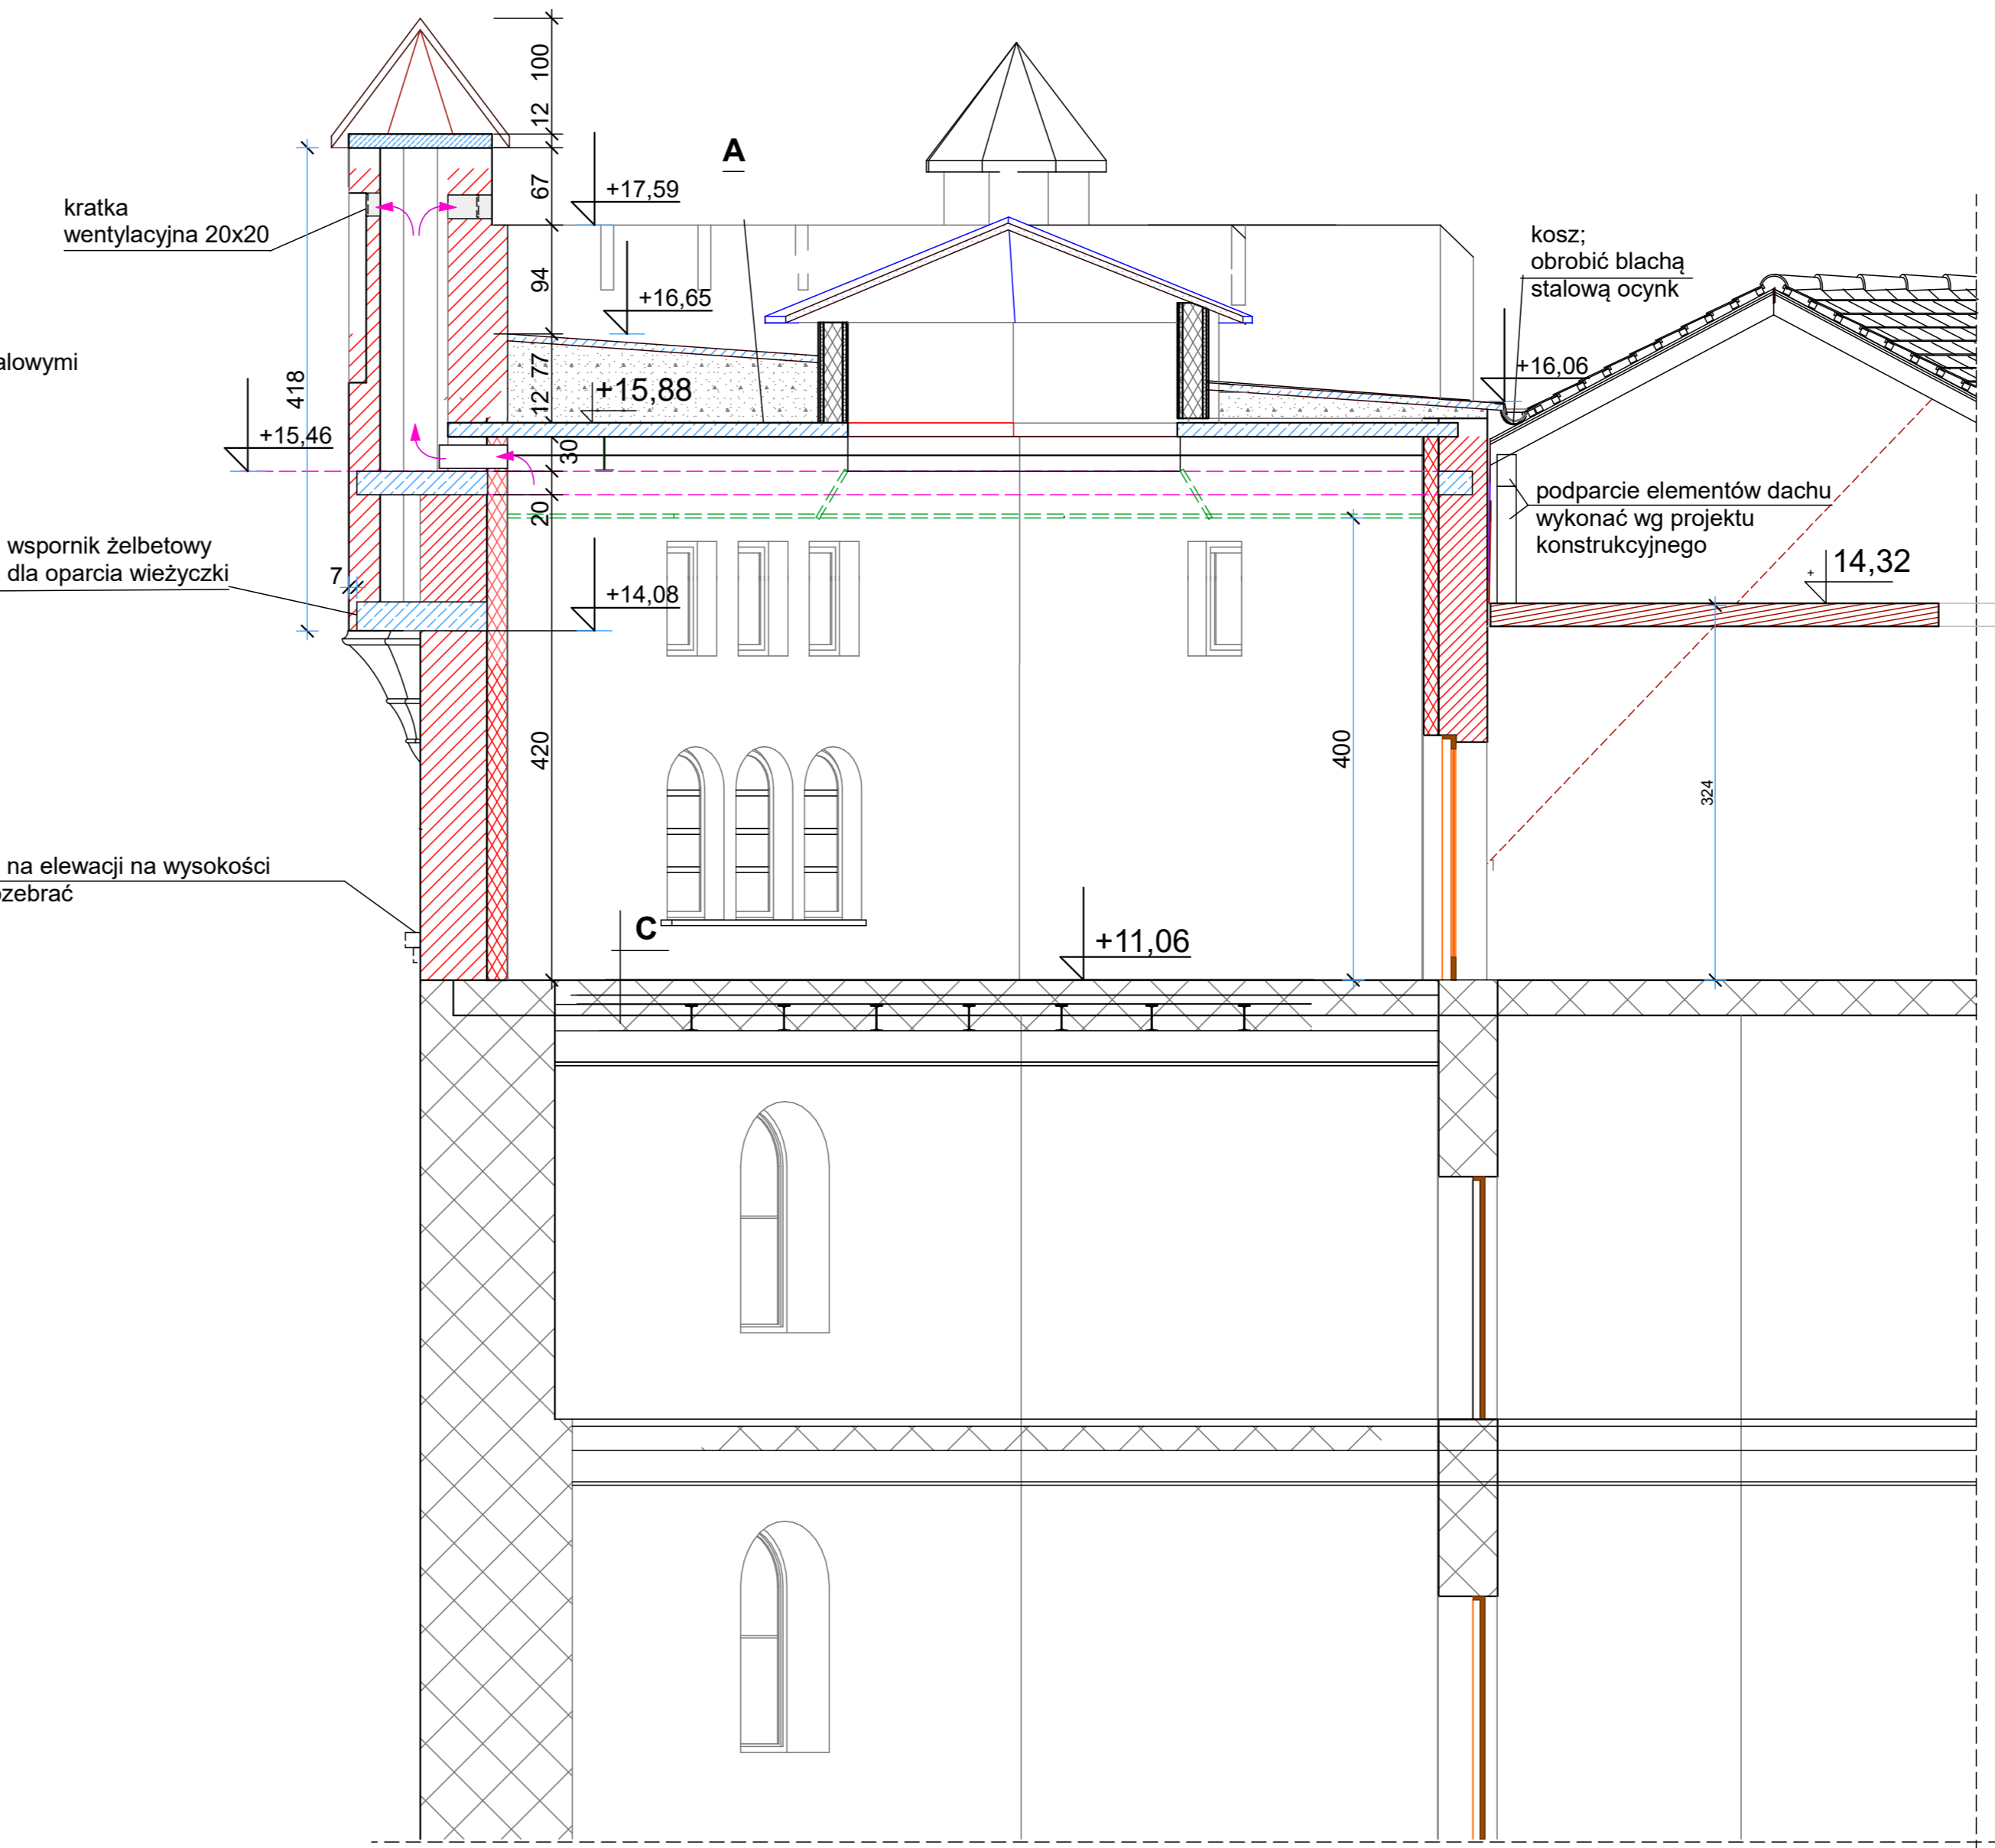 100
12
A
67
+17,59
kratka
wentylacyjna 20x20
kosz;
obrobić blachą
stalową ocynk
94
+16,65
alowymi
77
+16,06
418
12
+15,88
+15,46
30
20
podparcie elementów dachu
wykonać wg projektu
konstrukcyjnego
wspornik żelbetowy
dla oparcia wieżyczki
7
+14,08
+
14,32
420
400
324
na elewacji na wysokości
ozebrać
C
+11,06